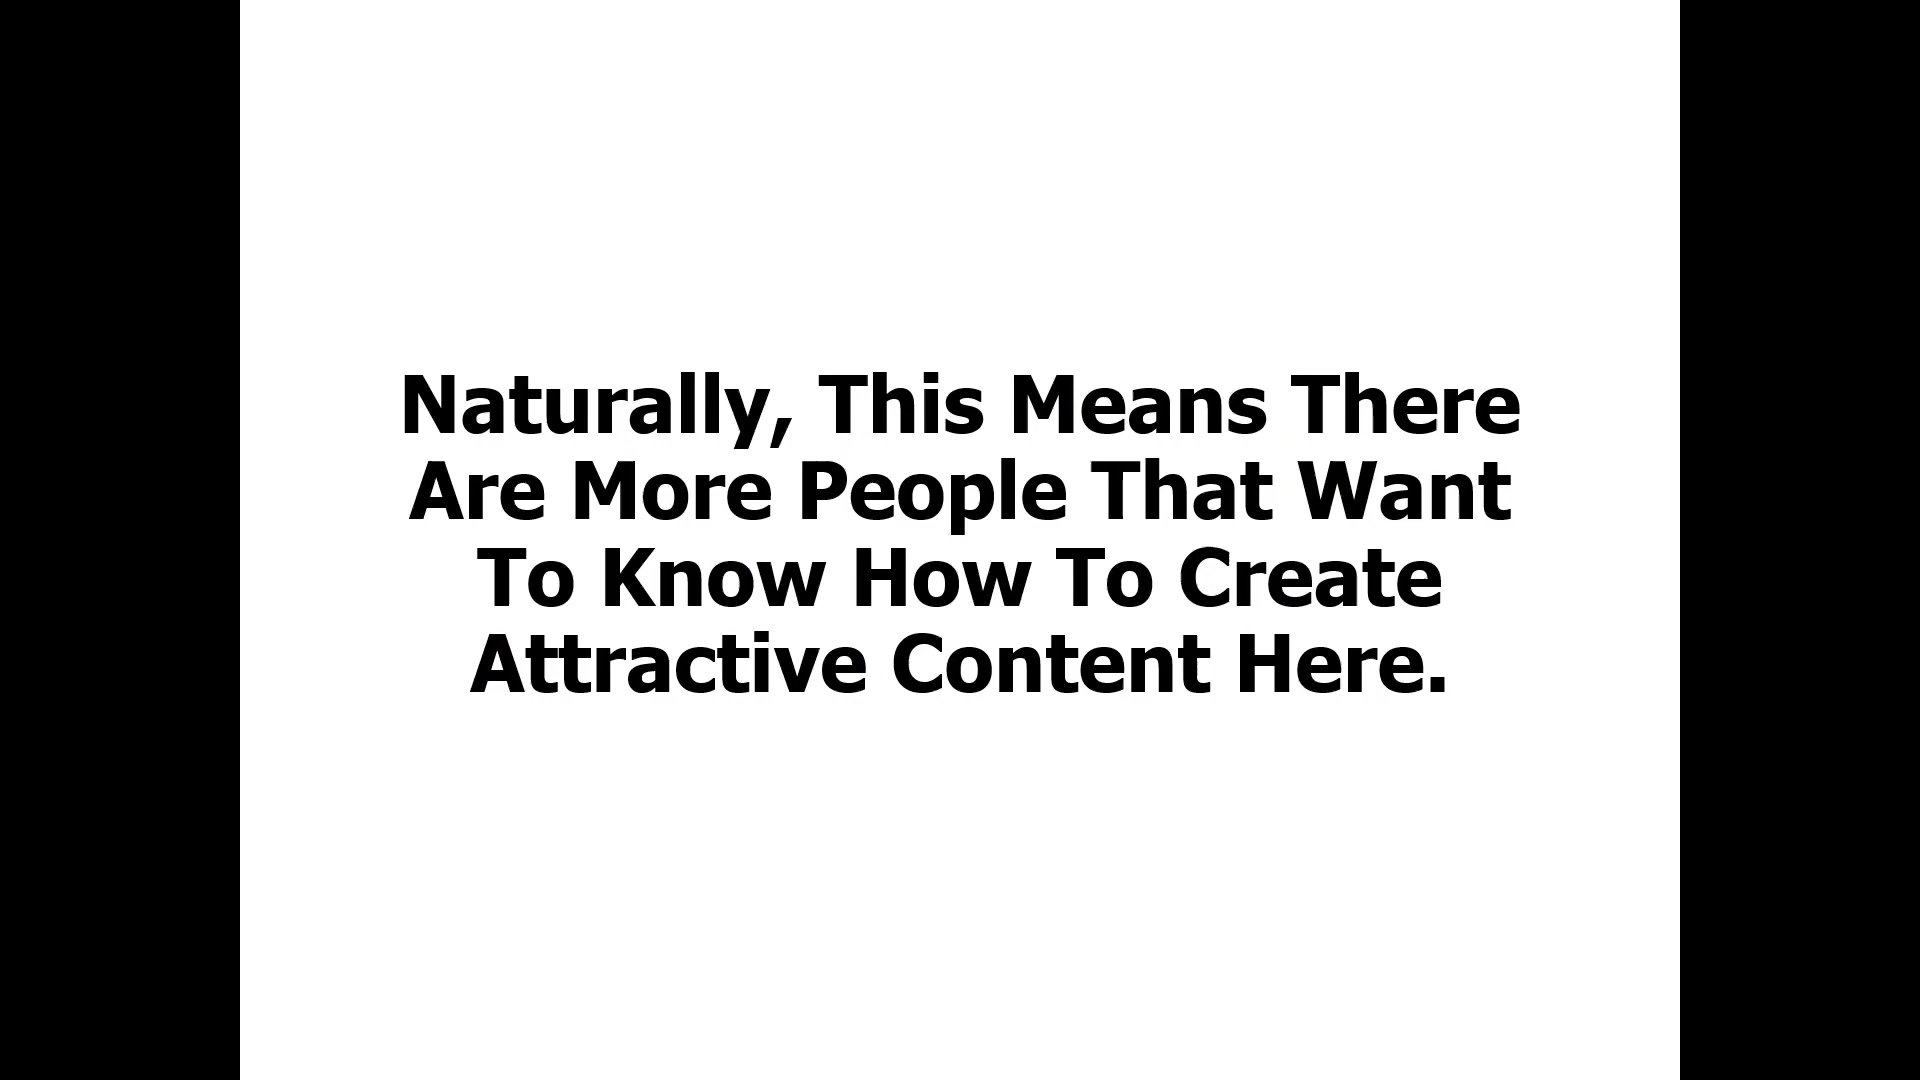 Naturally, This Means There
Are More People That Want
To Know How To Create
Attractive Content Here.